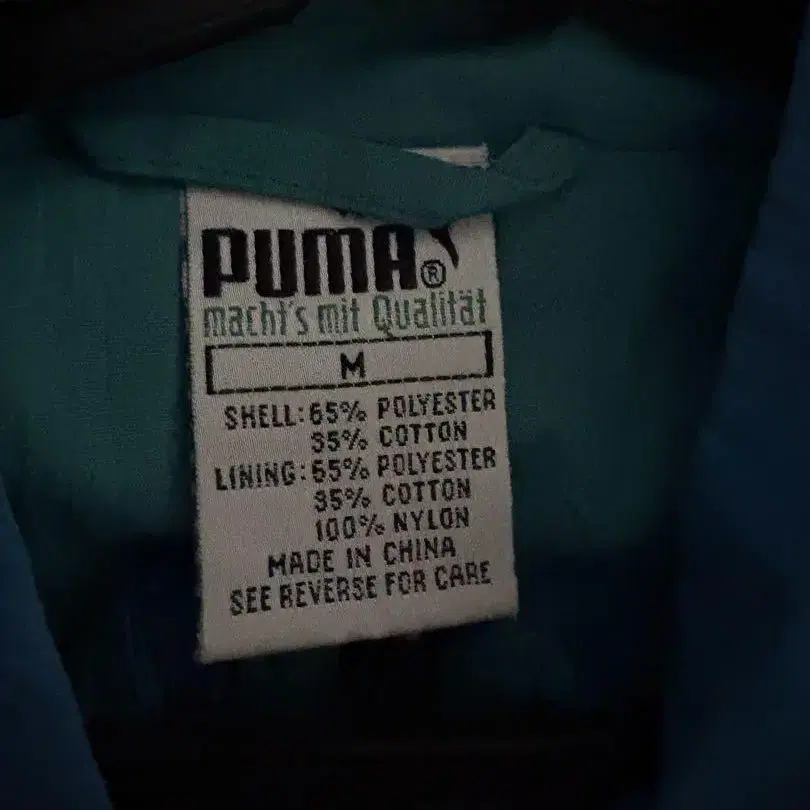 PUMA®
macht's mit Qualität
M
SHELL: 65% POLYESTER
35% COTTON
LINING: 65% POLYESTER
35% COTTON
100% NYLON
MADE IN CHINA
SEE REVERSE FOR CARE